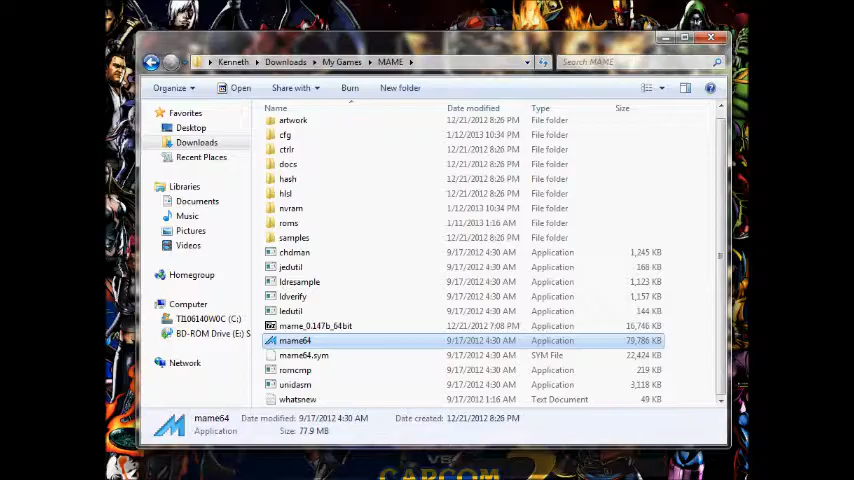 Kenneth Downloads My Games MAME Search MAME
Organize Open Share with Burn New folder
Name Date modified Type Size
Favorites
Desktop
Downloads
Recent Places
Libraries
Documents
Music
Pictures
Videos
Homegroup
Computer
TI106140W0C (C:)
BD-ROM Drive (E:) S
Network
artwork 12/21/2012 8:26 PM File folder
cfg 1/12/2013 10:34 PM File folder
ctrlr 12/21/2012 8:26 PM File folder
docs 12/21/2012 8:26 PM File folder
hash 12/21/2012 8:26 PM File folder
hlsl 12/21/2012 8:26 PM File folder
nvram 1/12/2013 10:34 PM File folder
roms 1/11/2013 1:16 AM File folder
samples 12/21/2012 8:26 PM File folder
chdman 9/17/2012 4:30 AM Application 1,245 KB
jedutil 9/17/2012 4:30 AM Application 168 KB
ldresample 9/17/2012 4:30 AM Application 1,123 KB
ldverify 9/17/2012 4:30 AM Application 1,157 KB
ledutil 9/17/2012 4:30 AM Application 144 KB
mame_0.147b_64bit 12/21/2012 7:08 PM Application 16,746 KB
mame64 9/17/2012 4:30 AM Application 79,786 KB
mame64.sym 9/17/2012 4:30 AM SYM File 22,424 KB
romcmp 9/17/2012 4:30 AM Application 219 KB
unidasm 9/17/2012 4:30 AM Application 3,118 KB
whatsnew 9/17/2012 1:16 AM Text Document 49 KB
mame64 Date modified: 9/17/2012 4:30 AM Date created: 12/21/2012 8:26 PM
Application Size: 77.9 MB
VS
CAPCOM 2